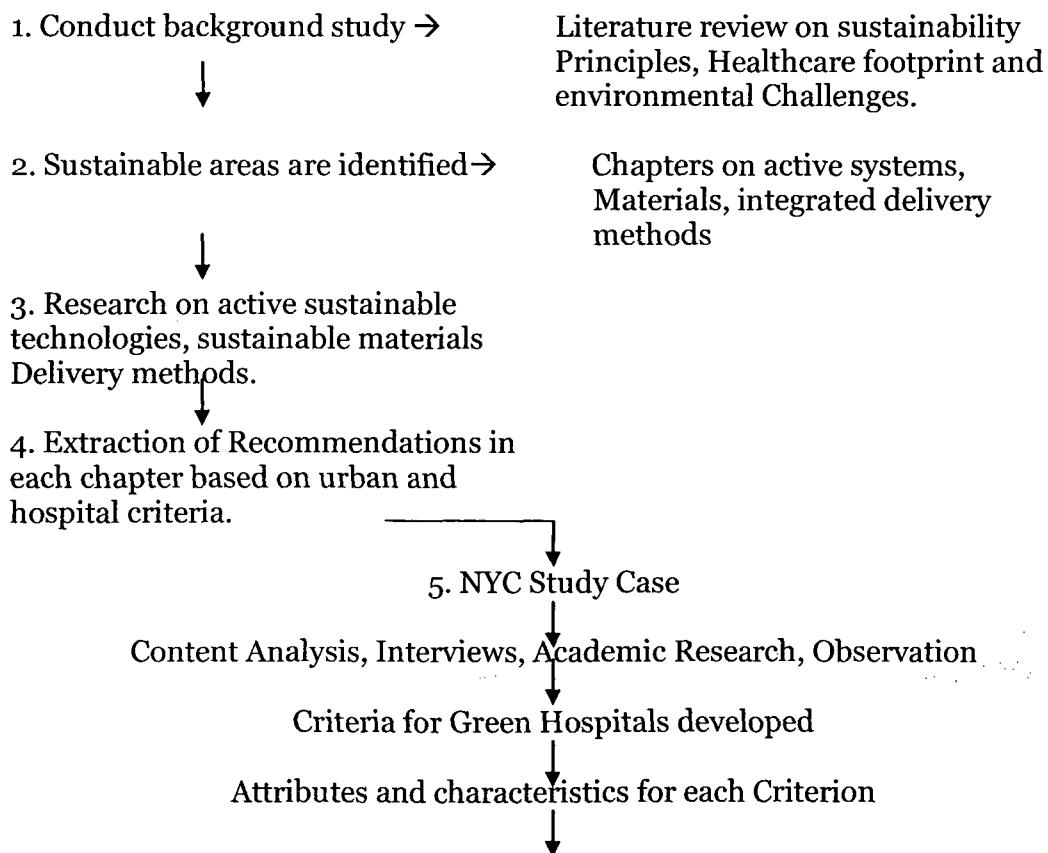 1. Conduct background study →
Literature review on sustainability
Principles, Healthcare footprint and
environmental Challenges.
2. Sustainable areas are identified→
Chapters on active systems,
Materials, integrated delivery
methods
3. Research on active sustainable
technologies, sustainable materials
Delivery methods.
4. Extraction of Recommendations in
each chapter based on urban and
hospital criteria.
5. NYC Study Case
Content Analysis, Interviews, Academic Research, Observation
Criteria for Green Hospitals developed
Attributes and characteristics for each Criterion